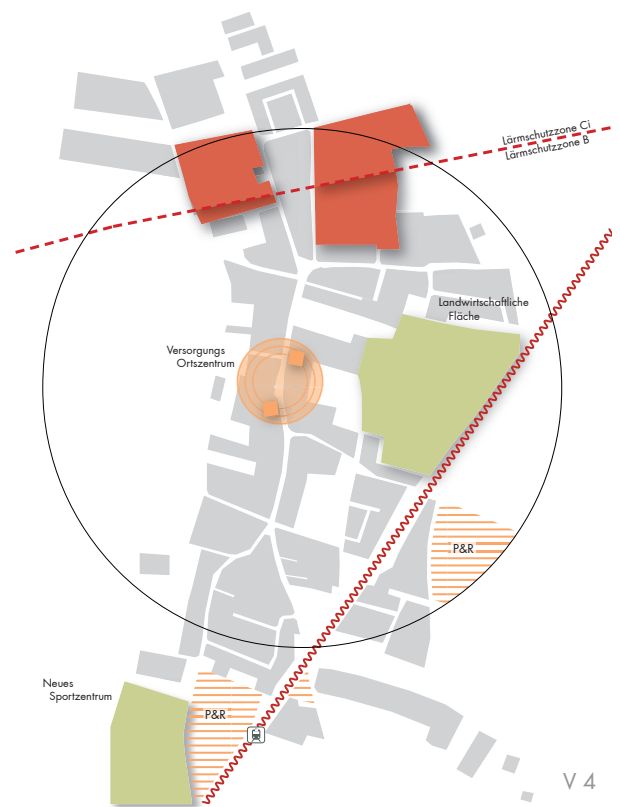 Lärmschutzzone Ci
Lärmschutzzone B
Landwirtschaftliche
Fläche
Versorgungs
Ortszentrum
P&R
Neues
Sportzentrum
P&R
V 4